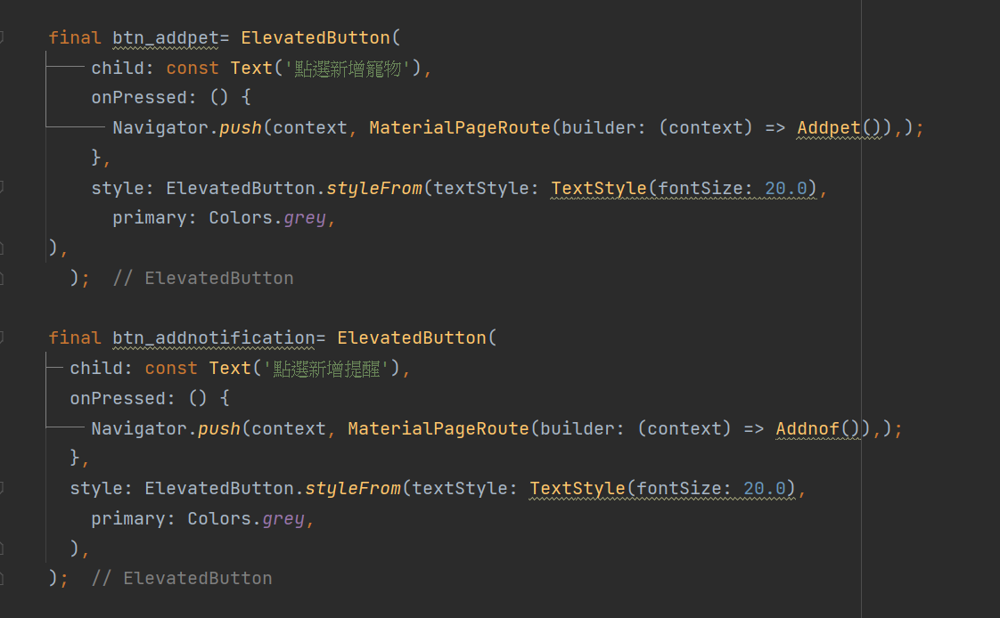 final btn_addpet= ElevatedButton(
child: const Text('點選新增寵物'),
onPressed: () {
Navigator.push(context, MaterialPageRoute(builder: (context) => Addpet()),);
},
style: ElevatedButton.styleFrom(textStyle: TextStyle(fontSize: 20.0),
primary: Colors.grey,
),
); // ElevatedButton
final btn_addnotification= ElevatedButton(
child: const Text('點選新增提醒'),
onPressed: () {
Navigator.push(context, MaterialPageRoute(builder: (context) => Addnof()),);
},
style: ElevatedButton.styleFrom(textStyle: TextStyle(fontSize: 20.0),
primary: Colors.grey,
),
); // ElevatedButton